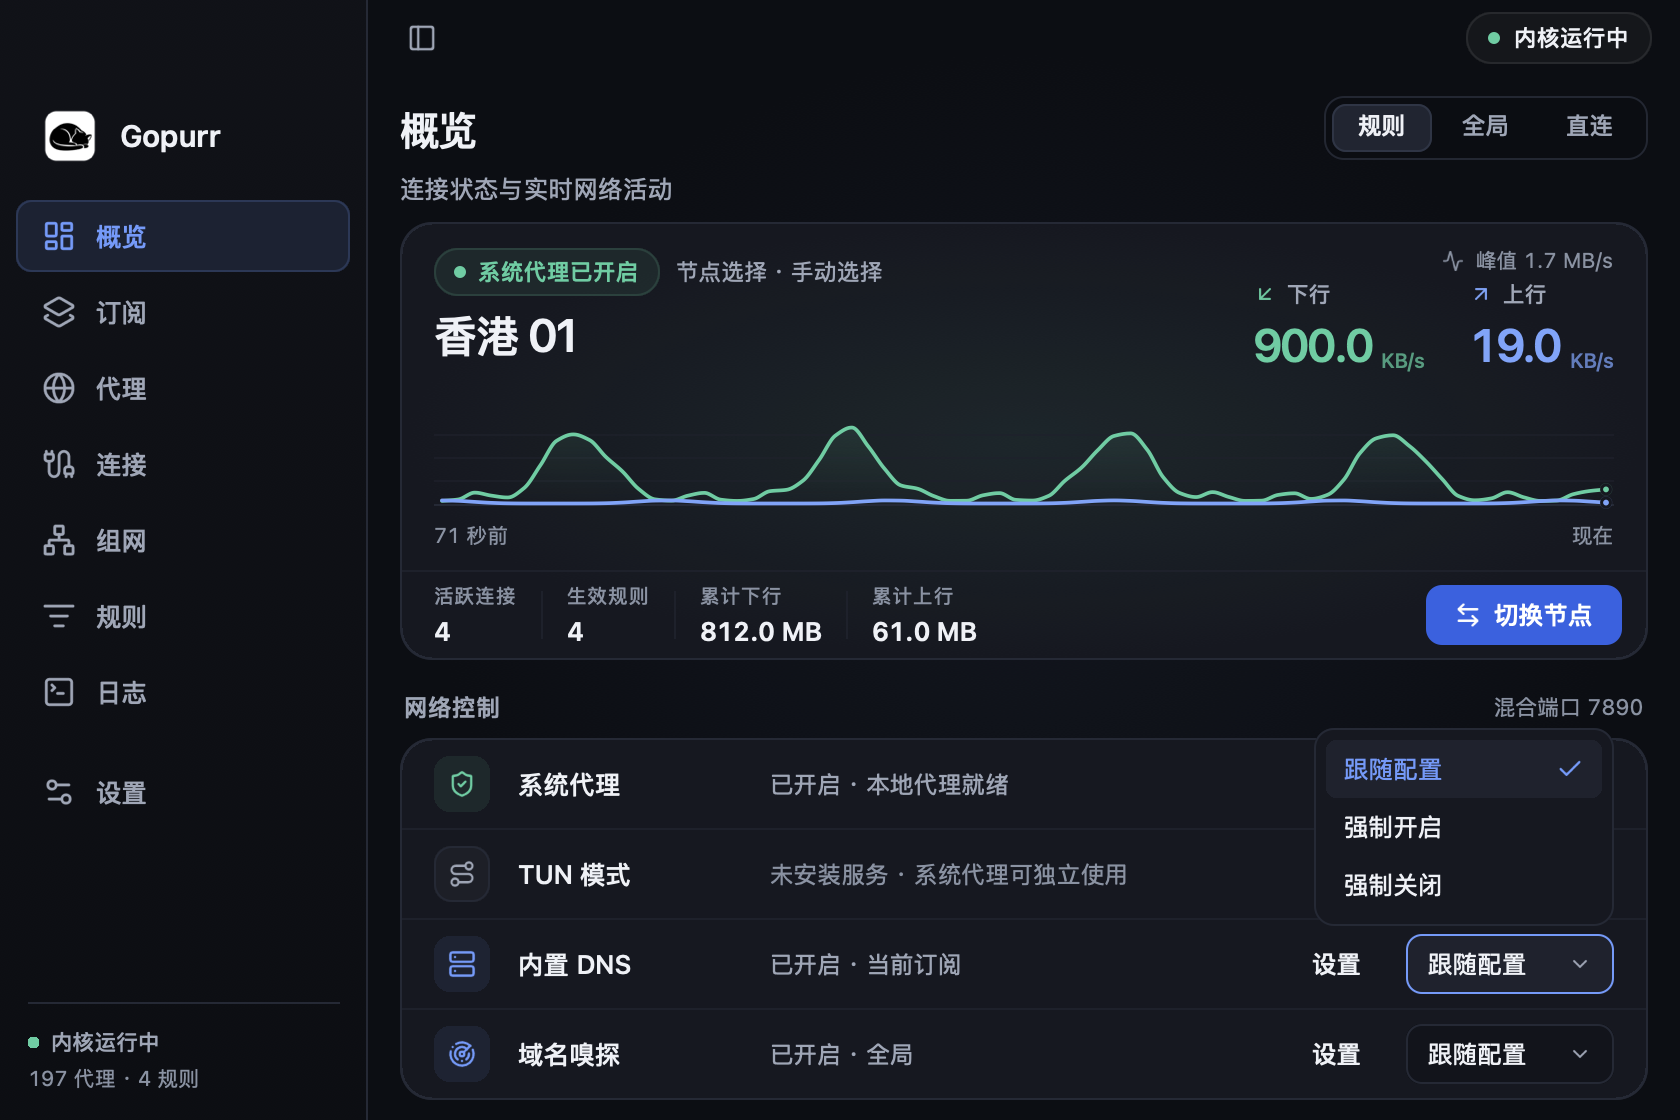 内核运行中
Gopurr
概览
订阅
代理
连接
组网
规则
日志
设置
内核运行中
197 代理 · 4 规则
概览
连接状态与实时网络活动
规则 全局 直连
系统代理已开启 节点选择 · 手动选择
峰值 1.7 MB/s
香港 01
下行 上行
900.0 KB/s 19.0 KB/s
71 秒前 现在
活跃连接 生效规则 累计下行 累计上行
4 4 812.0 MB 61.0 MB
切换节点
网络控制 混合端口 7890
系统代理 已开启 · 本地代理就绪
TUN 模式 未安装服务 · 系统代理可独立使用
跟随配置
强制开启
强制关闭
内置 DNS 已开启 · 当前订阅 设置 跟随配置
域名嗅探 已开启 · 全局 设置 跟随配置